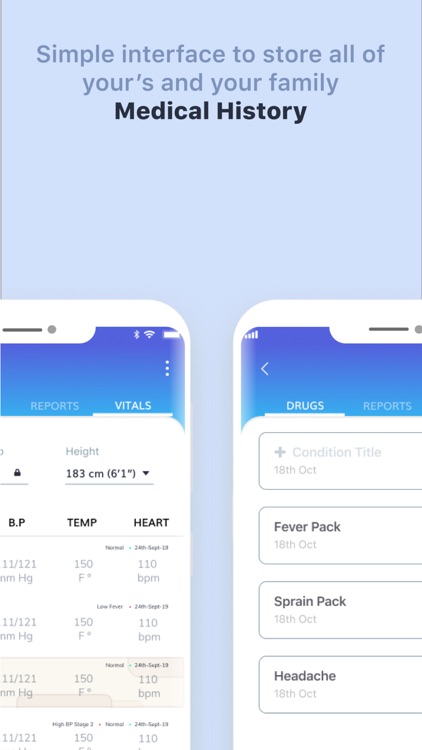 Simple interface to store all of
your's and your family
Medical History
REPORTS VITALS
Height
183 cm (6'1")
B.P TEMP HEART
Normal • 24th-Sept-19
11/121 150 110
mm Hg F° bpm
Low Fever • 24th-Sept-19
11/121 150 110
mm Hg F° bpm
Normal • 24th-Sept-19
11/121 150 110
mm Hg F° bpm
High BP Stage 2 • Normal • 24th-Sept-19
11/121 150 110
DRUGS REPORTS
+ Condition Title
18th Oct
Fever Pack
18th Oct
Sprain Pack
18th Oct
Headache
18th Oct